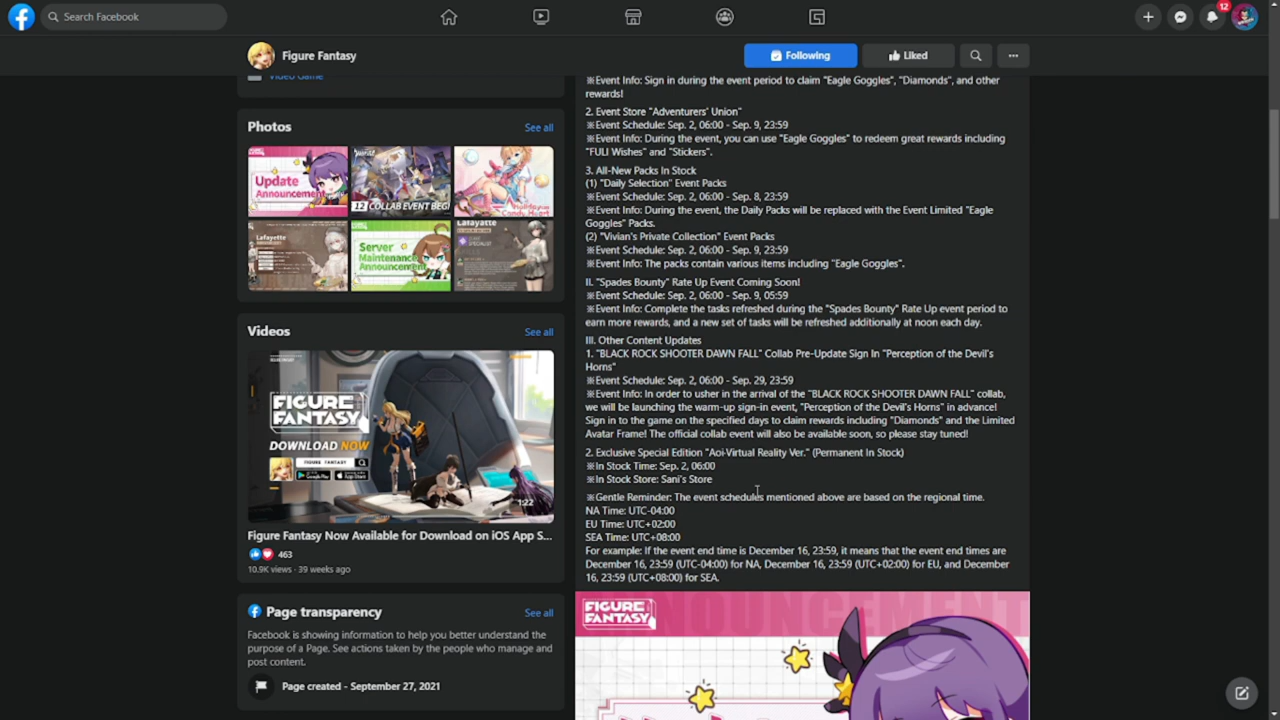 Search Facebook
12
Figure Fantasy
Following
Liked
Video Game
Photos
See all
Update
Announcement
12 COLLAB EVENT BEGI
Lafayette
Server
Maintenance
Announcement
Lafayette
Videos
See all
FIGURE
FANTASY
DOWNLOAD NOW
FIGURE FANTASY
1:22
Figure Fantasy Now Available for Download on iOS App S...
463
10.9K views · 39 weeks ago
Page transparency
See all
Facebook is showing information to help you better understand the
purpose of a Page. See actions taken by the people who manage and
post content.
Page created - September 27, 2021
※Event Info: Sign in during the event period to claim "Eagle Goggles", "Diamonds", and other
rewards!
2. Event Store "Adventurers' Union"
※Event Schedule: Sep. 2, 06:00 - Sep. 9, 23:59
※Event Info: During the event, you can use "Eagle Goggles" to redeem great rewards including
"FULI Wishes" and "Stickers".
3. All-New Packs In Stock
(1) "Daily Selection" Event Packs
※Event Schedule: Sep. 2, 06:00 - Sep. 8, 23:59
※Event Info: During the event, the Daily Packs will be replaced with the Event Limited "Eagle
Goggles" Packs.
(2) "Vivian's Private Collection" Event Packs
※Event Schedule: Sep. 2, 06:00 - Sep. 9, 23:59
※Event Info: The packs contain various items including "Eagle Goggles".
II. "Spades Bounty" Rate Up Event Coming Soon!
※Event Schedule: Sep. 2, 06:00 - Sep. 9, 05:59
※Event Info: Complete the tasks refreshed during the "Spades Bounty" Rate Up event period to
earn more rewards, and a new set of tasks will be refreshed additionally at noon each day.
III. Other Content Updates
1. "BLACK ROCK SHOOTER DAWN FALL" Collab Pre-Update Sign In "Perception of the Devil's
Horns"
※Event Schedule: Sep. 2, 06:00 - Sep. 29, 23:59
※Event Info: In order to usher in the arrival of the "BLACK ROCK SHOOTER DAWN FALL" collab,
we will be launching the warm-up sign-in event, "Perception of the Devil's Horns" in advance!
Sign in to the game on the specified days to claim rewards including "Diamonds" and the Limited
Avatar Frame! The official collab event will also be available soon, so please stay tuned!
2. Exclusive Special Edition "Aoi-Virtual Reality Ver." (Permanent In Stock)
※In Stock Time: Sep. 2, 06:00
※In Stock Store: Sani's Store
※Gentle Reminder: The event schedules mentioned above are based on the regional time.
NA Time: UTC-04:00
EU Time: UTC+02:00
SEA Time: UTC+08:00
For example: If the event end time is December 16, 23:59, it means that the event end times are
December 16, 23:59 (UTC-04:00) for NA, December 16, 23:59 (UTC+02:00) for EU, and December
16, 23:59 (UTC+08:00) for SEA.
FIGURE
FANTASY